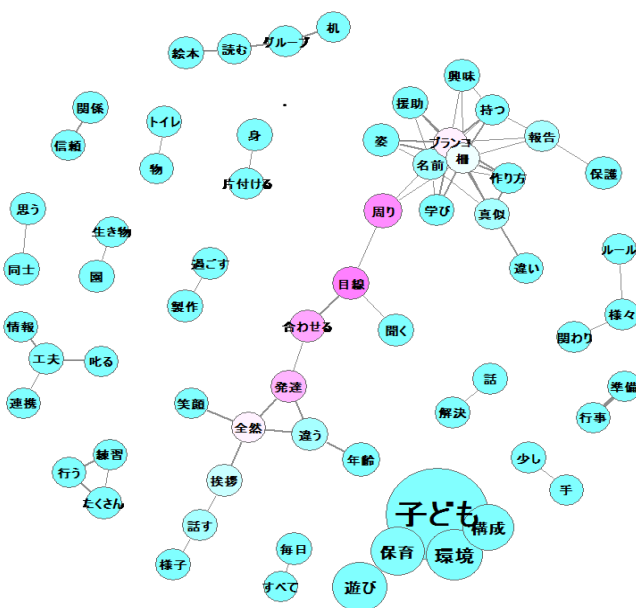 机
グループ
絵本
読む
興味
関係
援助
持つ
トイレ
身
報告
信頼
姿
ブランコ
柵
名前
物
片付ける
作り方
保護
思う
周り
学び
真似
生き物
ルール
過ごす
同士
園
違い
目線
製作
様々
情報
合わせる
聞く
関わり
工夫
叱る
話
発達
準備
連携
笑顔
解決
行事
全然
違う
練習
年齢
少し
行う
挨拶
手
たくさん
子ども
構成
話す
毎日
保育
環境
様子
すべて
遊び